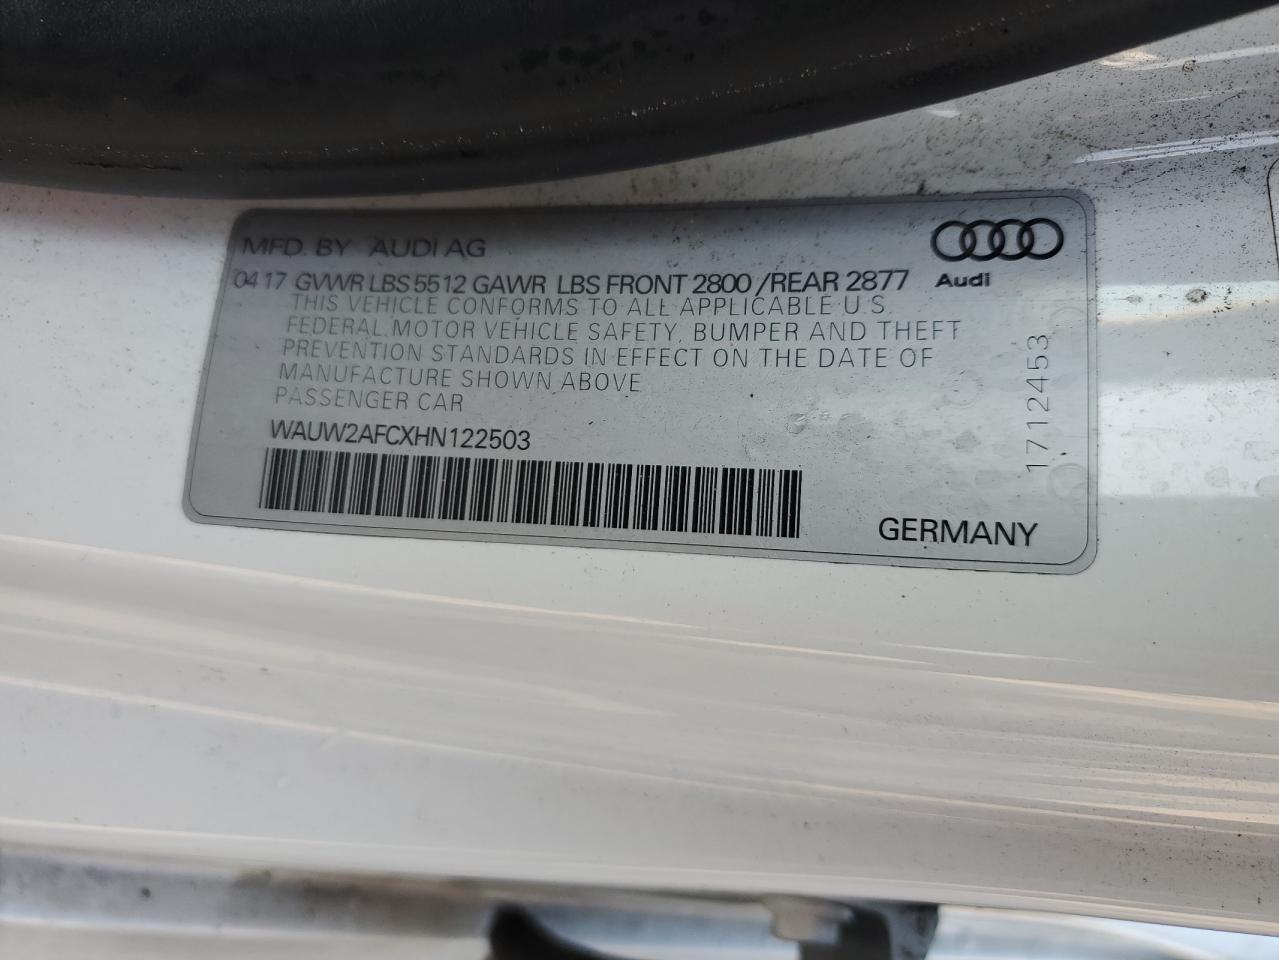 MFD. BY AUDI AG
04 17 GVWR LBS 5512 GAWR LBS FRONT 2800 /REAR 2877
Audi
THIS VEHICLE CONFORMS TO ALL APPLICABLE U.S.
FEDERAL MOTOR VEHICLE SAFETY, BUMPER AND THEFT
PREVENTION STANDARDS IN EFFECT ON THE DATE OF
MANUFACTURE SHOWN ABOVE
PASSENGER CAR
WAUW2AFCXHN122503
1712453
GERMANY